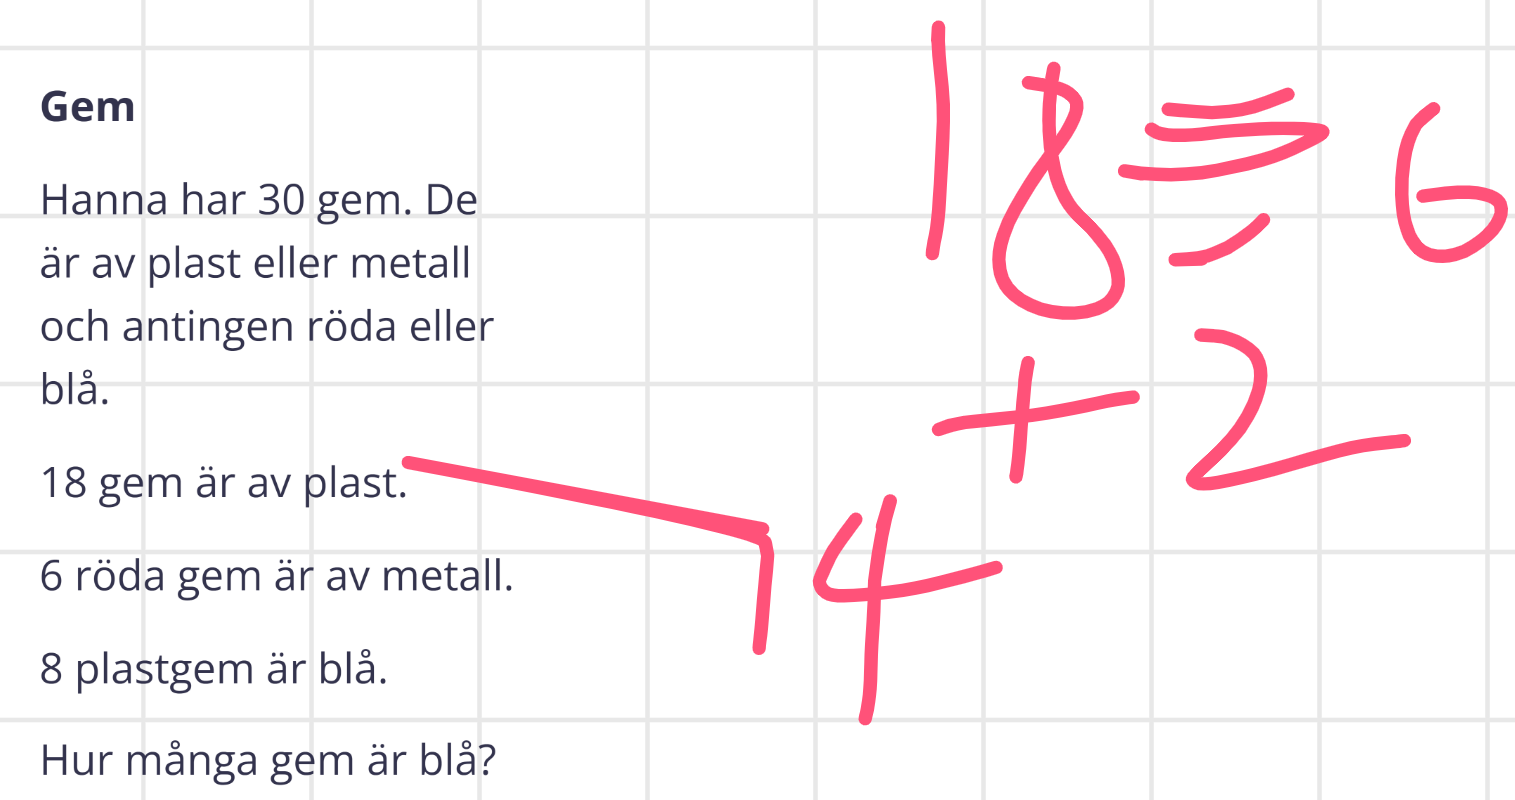 Gem
Hanna har 30 gem. De
är av plast eller metall
och antingen röda eller
blå.
18 gem är av plast.
6 röda gem är av metall.
8 plastgem är blå.
Hur många gem är blå?
18 = 6
+ 2
14